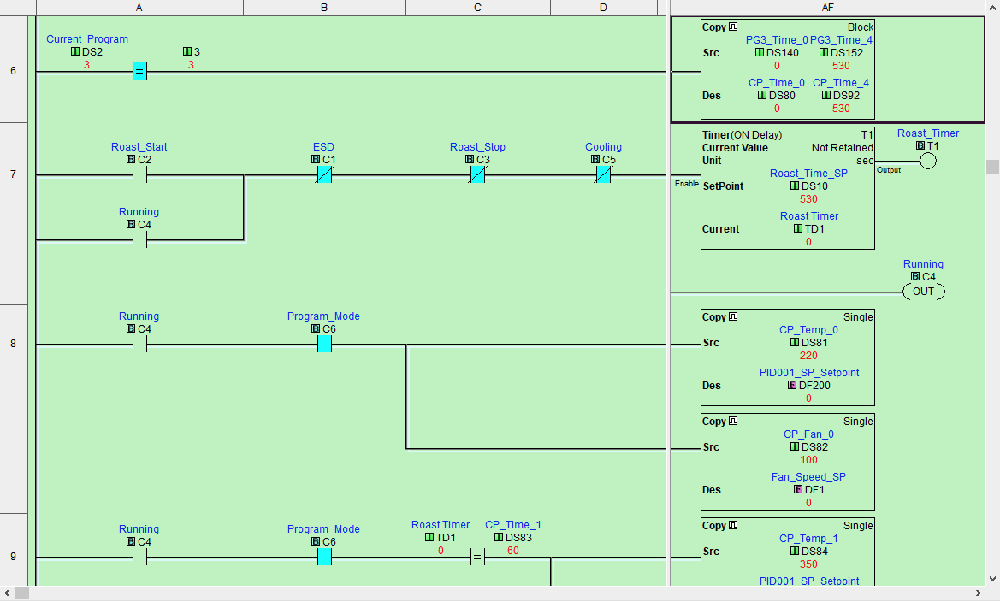 A B C D AF
Current_Program
DS2 3
3 3
=
6
Copy Block
PG3_Time_0 PG3_Time_4
Src DS140 DS152
0 530
CP_Time_0 CP_Time_4
Des DS80 DS92
0 530
7
Roast_Start ESD Roast_Stop Cooling
C2 C1 C3 C5
Running
C4
Timer(ON Delay) T1
Current Value Not Retained
Unit sec
Roast_Time_SP
Enable SetPoint DS10
530
Roast Timer
Current TD1
0
Roast_Timer
T1
Output
Running
C4
OUT
8
Running Program_Mode
C4 C6
Copy Single
CP_Temp_0
Src DS81
220
PID001_SP_Setpoint
Des DF200
0
Copy Single
CP_Fan_0
Src DS82
100
Fan_Speed_SP
Des DF1
0
9
Running Program_Mode Roast Timer CP_Time_1
C4 C6 TD1 DS83
0 60
=
Copy Single
CP_Temp_1
Src DS84
350
PID001_SP_Setpoint